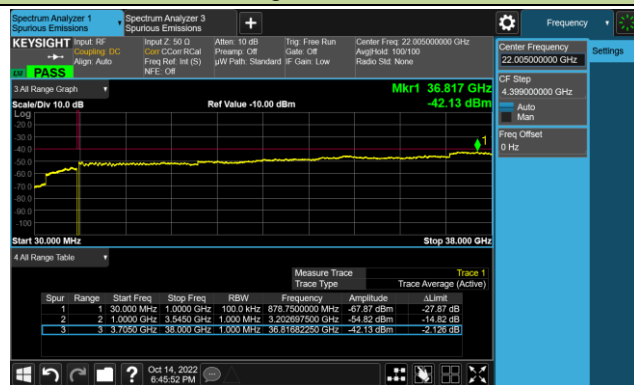 Spectrum Analyzer 1
Spurious Emissions
Spectrum Analyzer 3
Spurious Emissions
+
Frequency
KEYSIGHT
Input: RF
Coupling: DC
Align: Auto
Input Z: 50 Ω
Corr CCorr RCal
Freq Ref: Int (S)
NFE: Off
Atten: 10 dB
Preamp: Off
µW Path: Standard
Trig: Free Run
Gate: Off
IF Gain: Low
Center Freq: 22.005000000 GHz
Avg|Hold: 100/100
Radio Std: None
PASS
Center Frequency
22.005000000 GHz
Settings
CF Step
4.399000000 GHz
Auto
Man
Freq Offset
0 Hz
3 All Range Graph
Mkr1 36.817 GHz
Scale/Div 10.0 dB
Ref Value -10.00 dBm
-42.13 dBm
Log
-20.0
-30.0
-40.0
-50.0
-60.0
-70.0
-80.0
-90.0
-100
1
Start 30.000 MHz
Stop 38.000 GHz
4 All Range Table
Measure Trace Trace 1
Trace Type Trace Average (Active)
Spur Range Start Freq Stop Freq RBW Frequency Amplitude ΔLimit
1 1 30.000 MHz 1.0000 GHz 100.0 kHz 878.7500000 MHz -67.87 dBm -27.87 dB
2 2 1.0000 GHz 3.5450 GHz 1.000 MHz 3.202697500 GHz -54.82 dBm -14.82 dB
3 3 3.7050 GHz 38.000 GHz 1.000 MHz 36.81682250 GHz -42.13 dBm -2.126 dB
?
Oct 14, 2022
6:45:52 PM